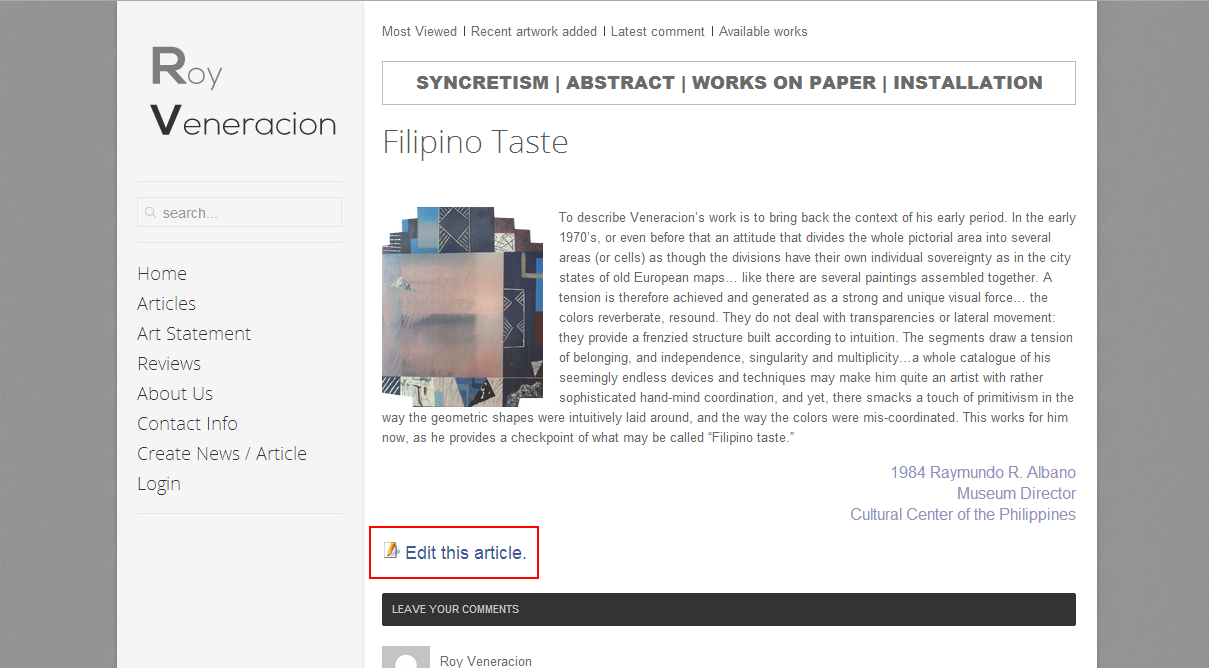 Roy
Veneracion
search...
Home
Articles
Art Statement
Reviews
About Us
Contact Info
Create News / Article
Login
Most Viewed | Recent artwork added | Latest comment | Available works
SYNCRETISM | ABSTRACT | WORKS ON PAPER | INSTALLATION
Filipino Taste
To describe Veneracion’s work is to bring back the context of his early period. In the early
1970’s, or even before that an attitude that divides the whole pictorial area into several
areas (or cells) as though the divisions have their own individual sovereignty as in the city
states of old European maps… like there are several paintings assembled together. A
tension is therefore achieved and generated as a strong and unique visual force… the
colors reverberate, resound. They do not deal with transparencies or lateral movement:
they provide a frenzied structure built according to intuition. The segments draw a tension
of belonging, and independence, singularity and multiplicity…a whole catalogue of his
seemingly endless devices and techniques may make him quite an artist with rather
sophisticated hand-mind coordination, and yet, there smacks a touch of primitivism in the
way the geometric shapes were intuitively laid around, and the way the colors were mis-coordinated. This works for him
now, as he provides a checkpoint of what may be called “Filipino taste.”
1984 Raymundo R. Albano
Museum Director
Cultural Center of the Philippines
Edit this article.
LEAVE YOUR COMMENTS
Roy Veneracion